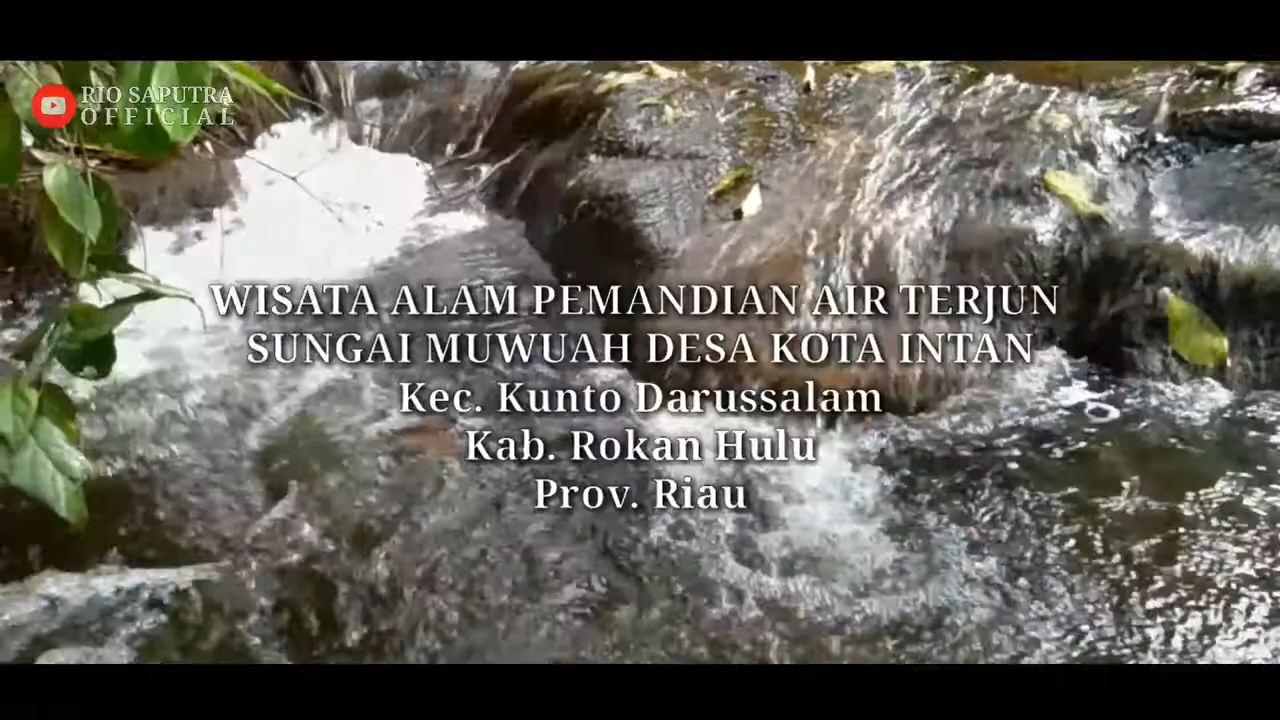 RIO SAPUTRA
OFFICIAL
WISATA ALAM PEMANDIAN AIR TERJUN
SUNGAI MUWUAH DESA KOTA INTAN
Kec. Kunto Darussalam
Kab. Rokan Hulu
Prov. Riau